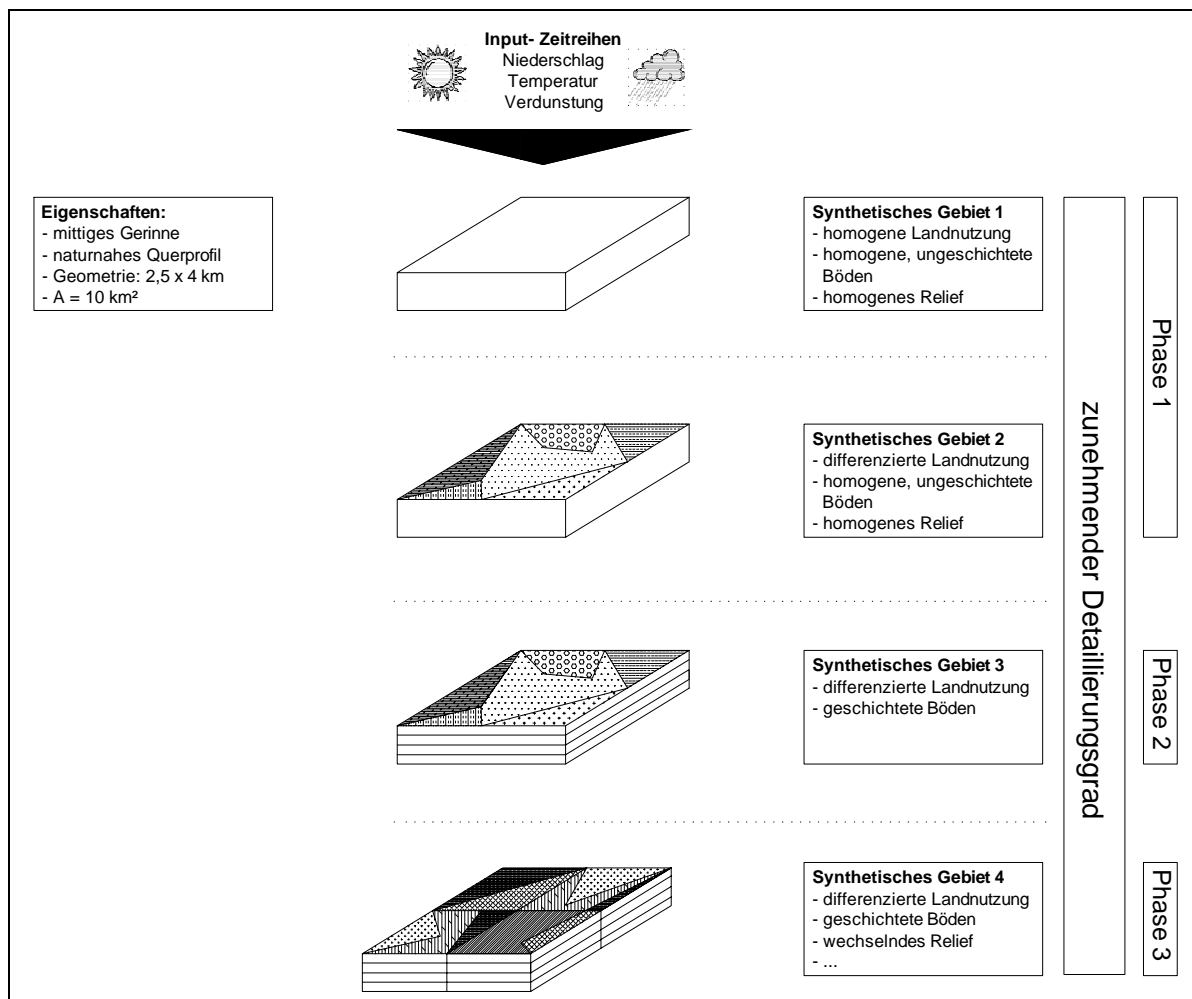 Input- Zeitreihen
Niederschlag
Temperatur
Verdunstung
Eigenschaften:
- mittiges Gerinne
- naturnahes Querprofil
- Geometrie: 2,5 x 4 km
- A = 10 km²
Synthetisches Gebiet 1
- homogene Landnutzung
- homogene, ungeschichtete
Böden
- homogenes Relief
Synthetisches Gebiet 2
- differenzierte Landnutzung
- homogene, ungeschichtete
Böden
- homogenes Relief
Synthetisches Gebiet 3
- differenzierte Landnutzung
- geschichtete Böden
Synthetisches Gebiet 4
- differenzierte Landnutzung
- geschichtete Böden
- wechselndes Relief
- ...
zunehmender Detaillierungsgrad
Phase 1
Phase 2
Phase 3